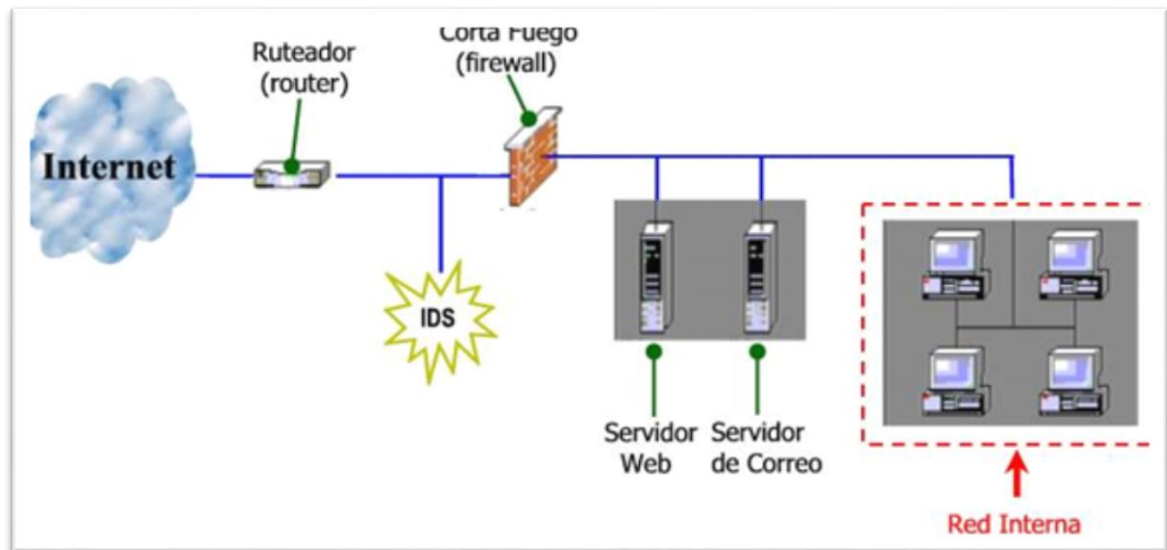 Internet
Ruteador
(router)
Corta Fuego
(firewall)
IDS
Servidor
Web
Servidor
de Correo
Red Interna